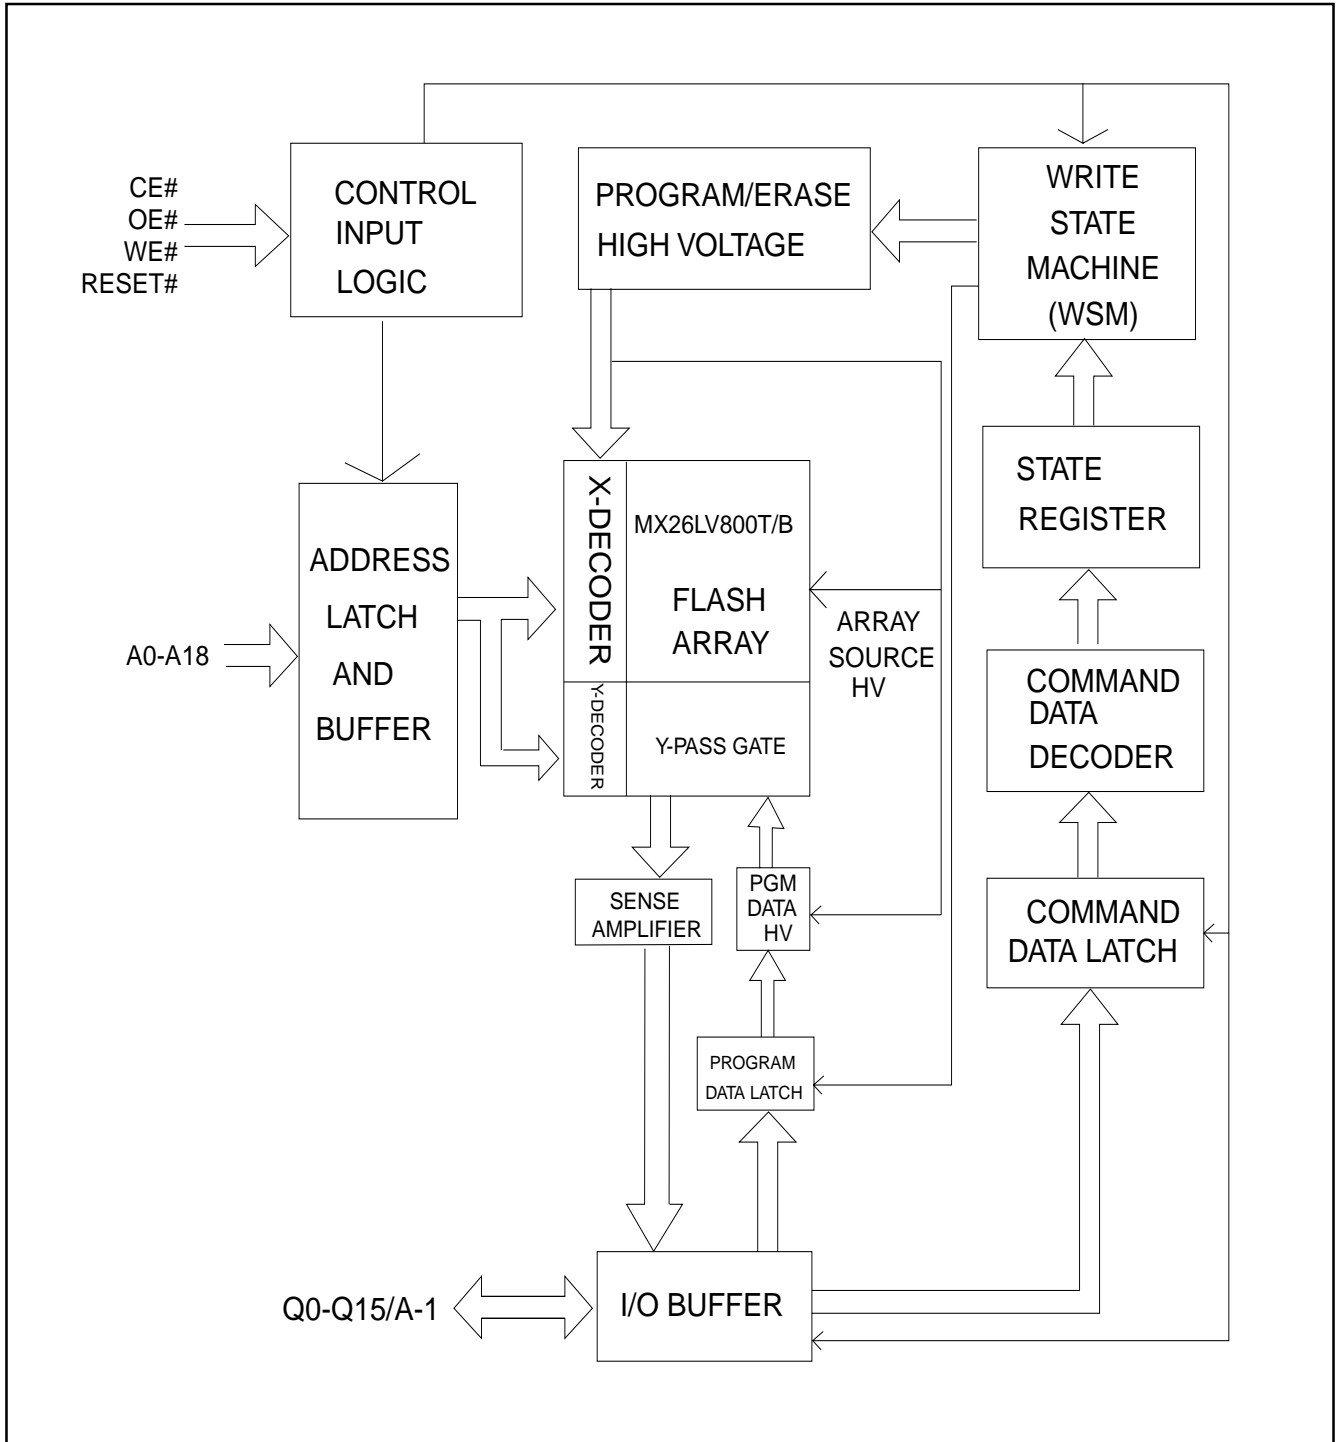 CE#
OE#
WE#
RESET#
CONTROL
INPUT
LOGIC
PROGRAM/ERASE
HIGH VOLTAGE
WRITE
STATE
MACHINE
(WSM)
STATE
REGISTER
X-DECODER
MX26LV800T/B
FLASH
ARRAY
ADDRESS
LATCH
AND
BUFFER
A0-A18
ARRAY
SOURCE
HV
Y-DECODER
Y-PASS GATE
COMMAND
DATA
DECODER
SENSE
AMPLIFIER
PGM
DATA
HV
COMMAND
DATA LATCH
PROGRAM
DATA LATCH
Q0-Q15/A-1
I/O BUFFER